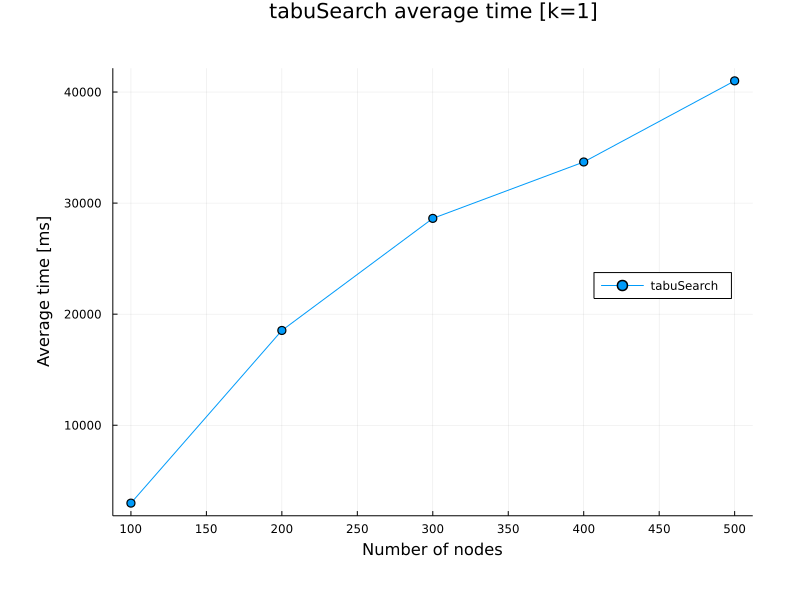 tabuSearch average time [k=1]
40000
30000
20000
10000
Average time [ms]
tabuSearch
100 150 200 250 300 350 400 450 500
Number of nodes